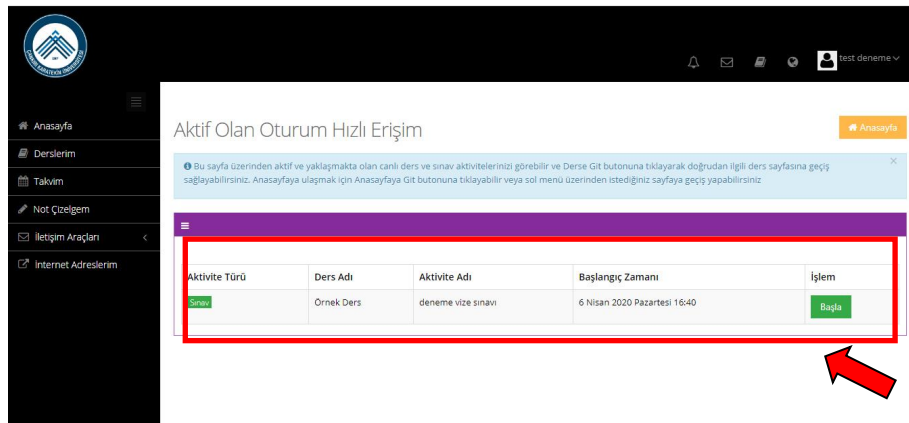 test deneme
Anasayfa
Derslerim
Takvim
Not Çizelgem
İletişim Araçları
İnternet Adreslerim
Aktif Olan Oturum Hızlı Erişim
Anasayfa
Bu sayfa üzerinden aktif ve yaklaşmakta olan canlı ders ve sınav aktivitelerinizi görebilir ve Derse Git butonuna tıklayarak doğrudan ilgili ders sayfasına geçiş
sağlayabilirsiniz. Anasayfaya ulaşmak için Anasayfaya Git butonuna tıklayabilir veya sol menü üzerinden istediğiniz sayfaya geçiş yapabilirsiniz
Aktivite Türü Ders Adı Aktivite Adı Başlangıç Zamanı İşlem
Sınav Örnek Ders deneme vize sınavı 6 Nisan 2020 Pazartesi 16:40 Başla